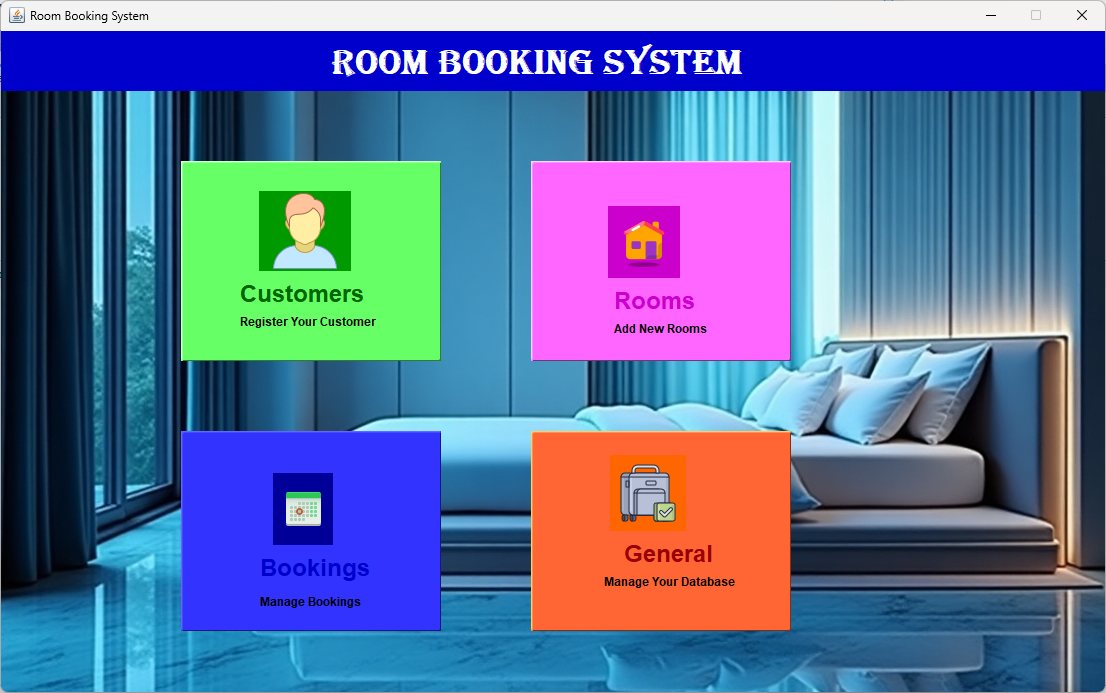 Room Booking System
ROOM BOOKING SYSTEM
Customers
Register Your Customer
Rooms
Add New Rooms
Bookings
Manage Bookings
General
Manage Your Database